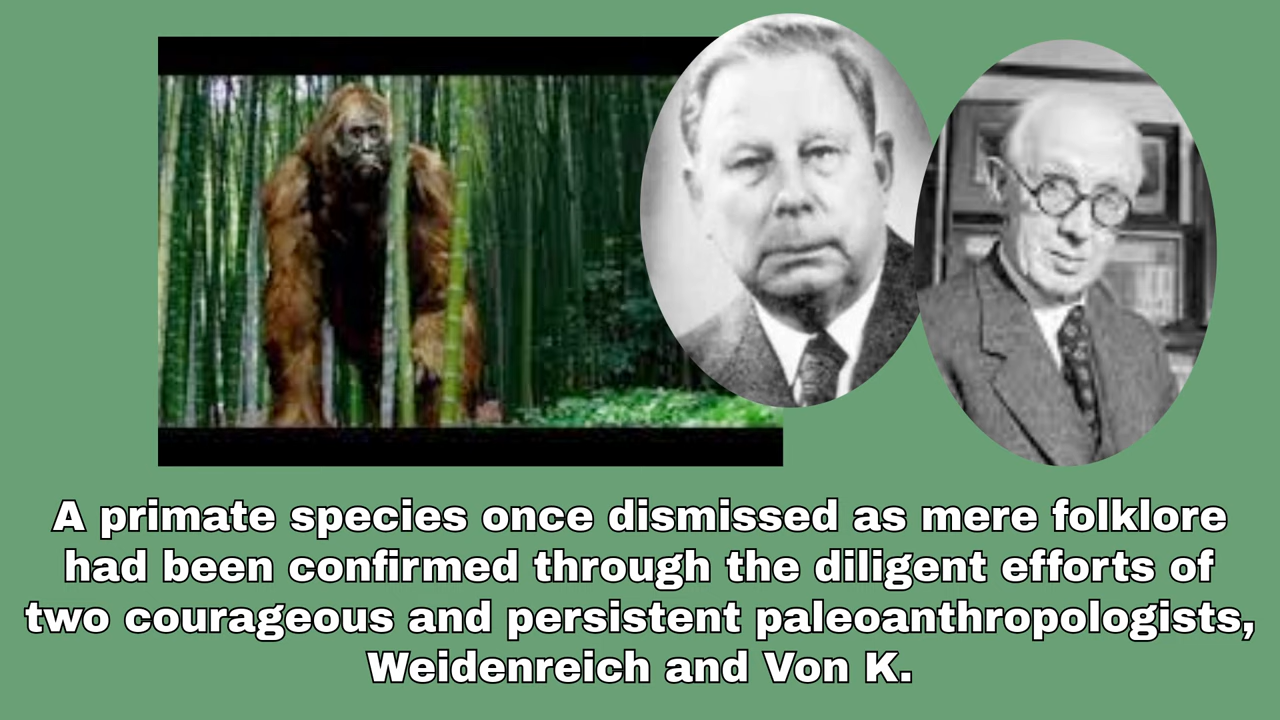 A primate species once dismissed as mere folklore
had been confirmed through the diligent efforts of
two courageous and persistent paleoanthropologists,
Weidenreich and Von K.